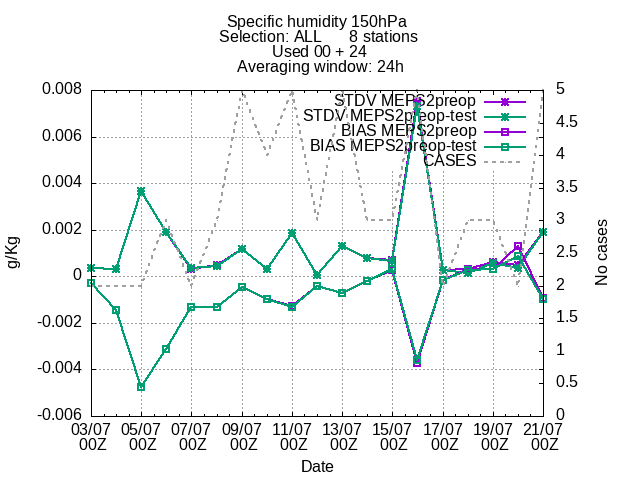 Specific humidity 150hPa
Selection: ALL 8 stations
Used 00 + 24
Averaging window: 24h
0.008
0.006
0.004
0.002
0
-0.002
-0.004
-0.006
g/Kg
STDV MEPS2preop
STDV MEPS2preop-test
BIAS MEPS2preop
BIAS MEPS2preop-test
CASES
5
4.5
4
3.5
3
2.5
2
1.5
1
0.5
0
No cases
03/07 05/07 07/07 09/07 11/07 13/07 15/07 17/07 19/07 21/07
00Z 00Z 00Z 00Z 00Z 00Z 00Z 00Z 00Z 00Z
Date